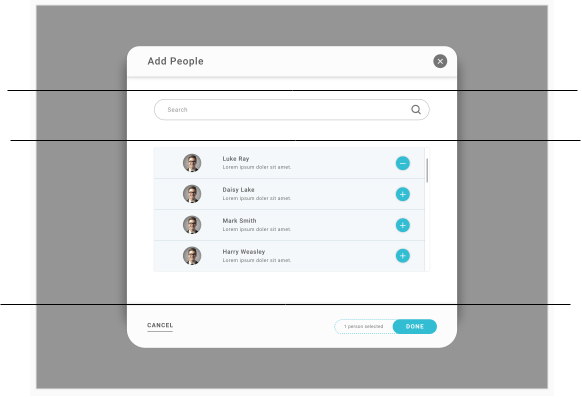 Add People
Search
Luke Ray
Lorem ipsum doler sit amet.
Daisy Lake
Lorem ipsum doler sit amet.
Mark Smith
Lorem ipsum doler sit amet.
Harry Weasley
Lorem ipsum doler sit amet.
CANCEL
1 person selected
DONE